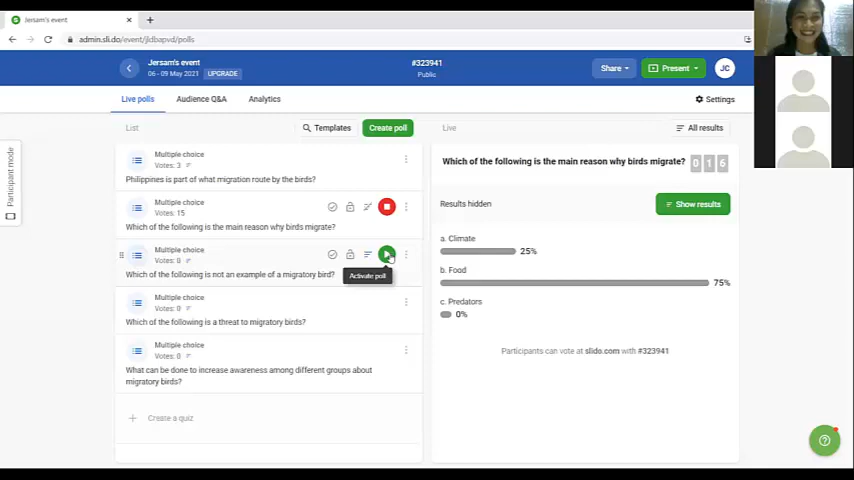 Jersam's event
admin.sli.do/event/jldbapvd/polls
Jersam's event
06 - 09 May 2021 UPGRADE
#323941
Public
Share
Present
JC
Live polls
Audience Q&A
Analytics
Settings
Participant mode
List
Templates
Create poll
Multiple choice
Votes: 3
Philippines is part of what migration route by the birds?
Multiple choice
Votes: 15
Which of the following is the main reason why birds migrate?
Multiple choice
Votes: 0
Which of the following is not an example of a migratory bird?
Activate poll
Multiple choice
Votes: 0
Which of the following is a threat to migratory birds?
Multiple choice
Votes: 0
What can be done to increase awareness among different groups about
migratory birds?
Create a quiz
Live
All results
Which of the following is the main reason why birds migrate?
0 1 6
Results hidden
Show results
a. Climate
25%
b. Food
75%
c. Predators
0%
Participants can vote at slido.com with #323941